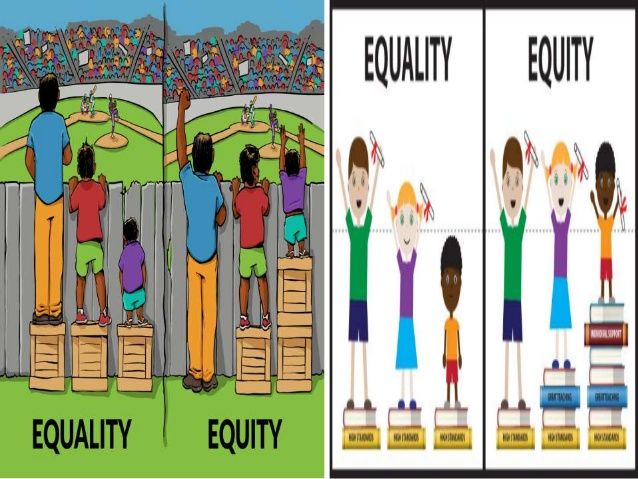 EQUALITY
EQUITY
EQUALITY
HIGH STANDARDS
HIGH STANDARDS
HIGH STANDARDS
EQUITY
INDIVIDUAL SUPPORT
GREAT TEACHING
GREAT TEACHING
HIGH STANDARDS
HIGH STANDARDS
HIGH STANDARDS